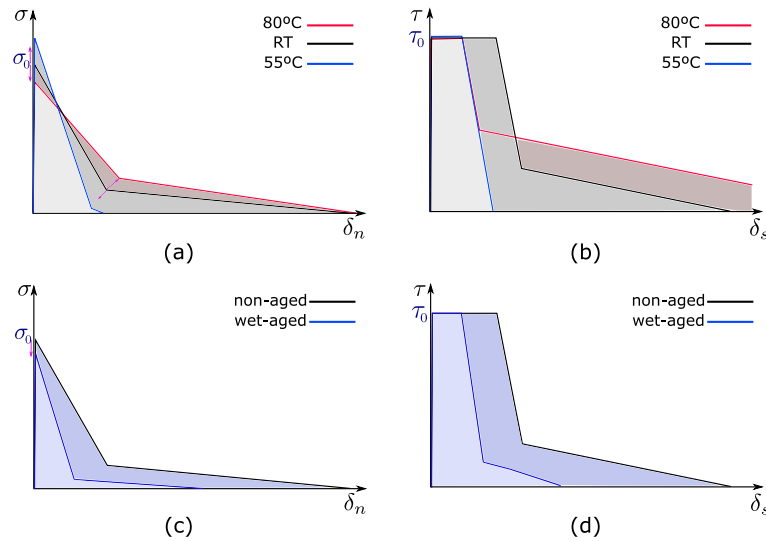 σ
80ºC
RT
55ºC
σ₀
δₙ
(a)
τ
80ºC
RT
55ºC
τ₀
δₛ
(b)
σ
non-aged
wet-aged
σ₀
δₙ
(c)
τ
non-aged
wet-aged
τ₀
δₛ
(d)